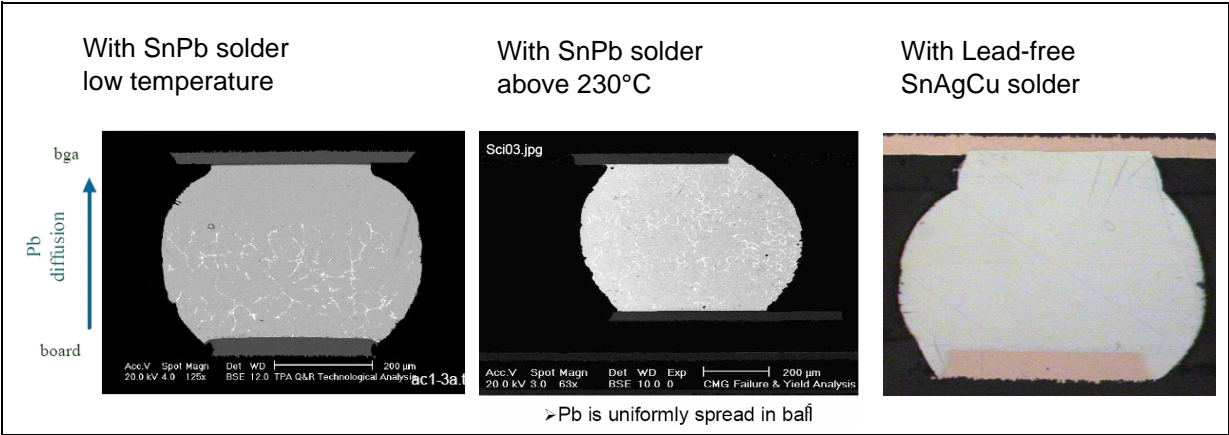 With SnPb solder
low temperature
With SnPb solder
above 230°C
With Lead-free
SnAgCu solder
bga
Pb
diffusion
board
Acc.V Spot Magn Det WD 200 µm
20.0 kV 4.0 125x BSE 12.0 TPA Q&R Technological Analysis
ac1-3a.t
Sci03.jpg
Acc.V Spot Magn Det WD Exp 200 µm
20.0 kV 3.0 63x BSE 10.0 0 CMG Failure & Yield Analysis
➢Pb is uniformly spread in ball